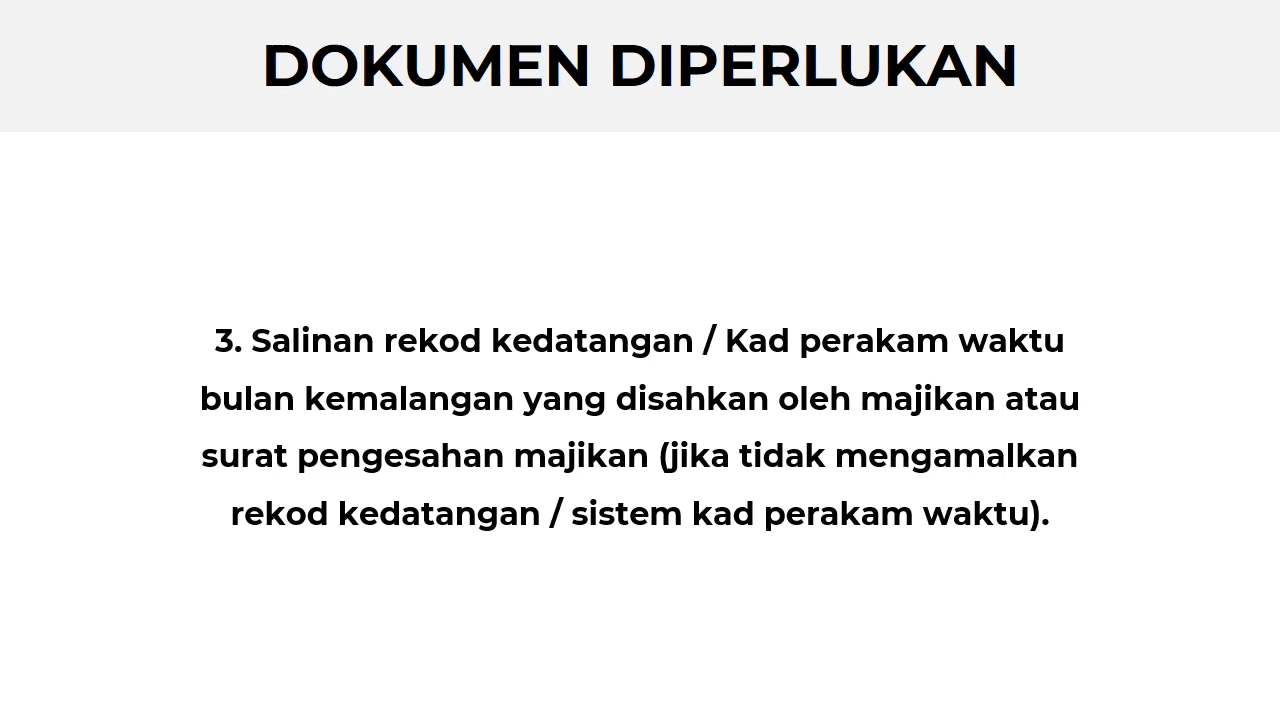 DOKUMEN DIPERLUKAN
3. Salinan rekod kedatangan / Kad perakam waktu
bulan kemalangan yang disahkan oleh majikan atau
surat pengesahan majikan (jika tidak mengamalkan
rekod kedatangan / sistem kad perakam waktu).